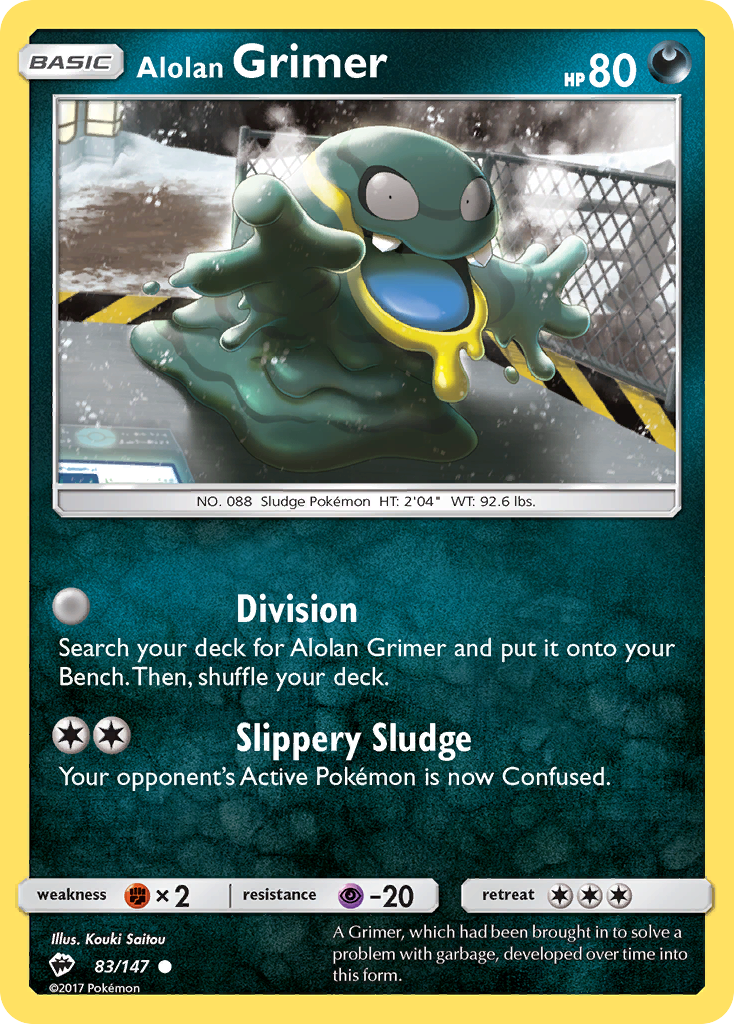 BASIC
Alolan Grimer HP 80
NO. 088 Sludge Pokémon HT: 2'04" WT: 92.6 lbs.
Division
Search your deck for Alolan Grimer and put it onto your
Bench. Then, shuffle your deck.
Slippery Sludge
Your opponent's Active Pokémon is now Confused.
weakness × 2 resistance -20 retreat
Illus. Kouki Saitou
83/147
©2017 Pokémon
A Grimer, which had been brought in to solve a
problem with garbage, developed over time into
this form.